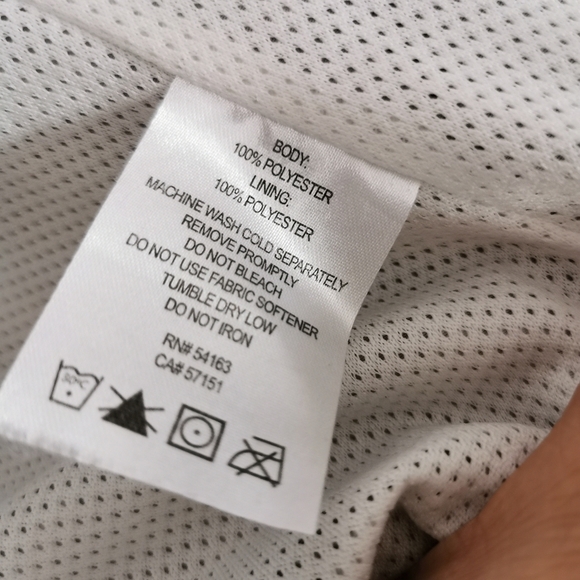 BODY:
100% POLYESTER
LINING:
100% POLYESTER
MACHINE WASH COLD SEPARATELY
REMOVE PROMPTLY
DO NOT BLEACH
DO NOT USE FABRIC SOFTENER
TUMBLE DRY LOW
DO NOT IRON
RN# 54163
CA# 57151
30°C